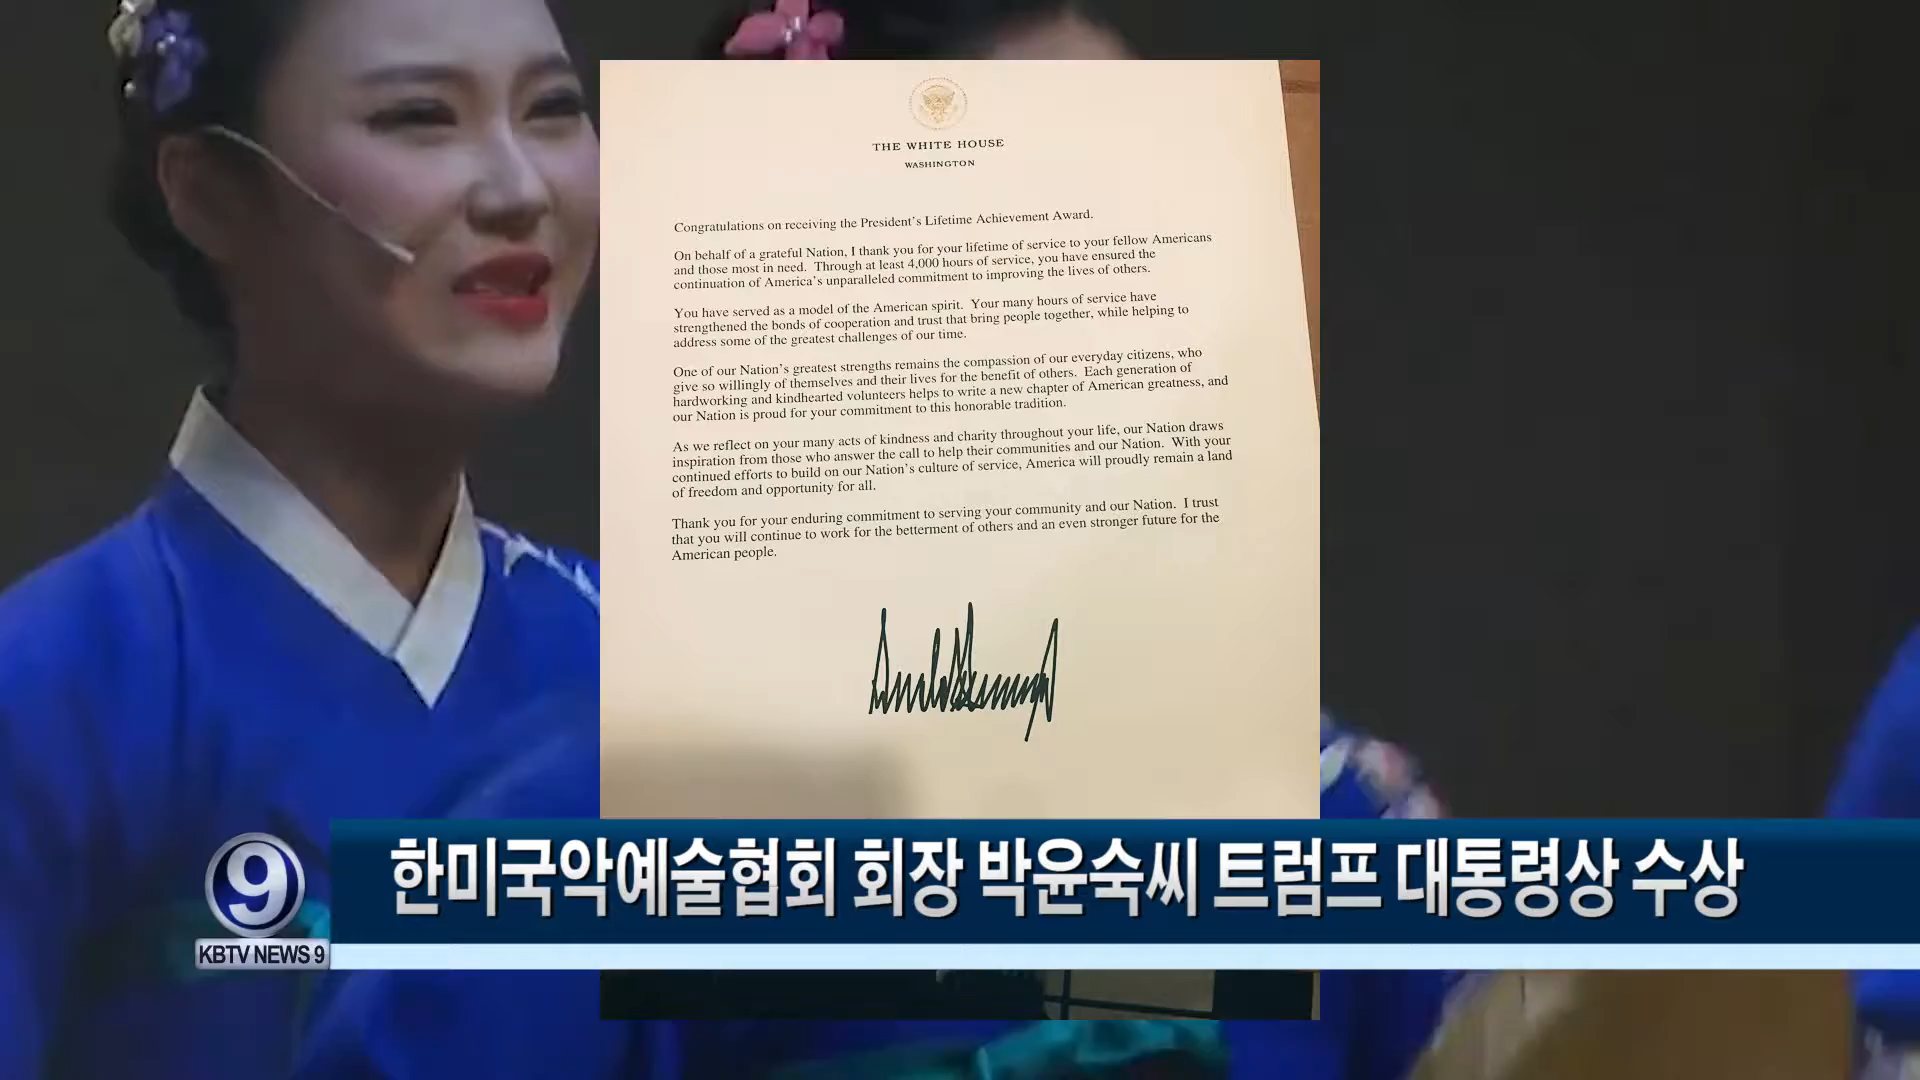 THE WHITE HOUSE
WASHINGTON
Congratulations on receiving the President's Lifetime Achievement Award.
On behalf of a grateful Nation, I thank you for your lifetime of service to your fellow Americans
and those most in need. Through at least 4,000 hours of service, you have ensured the
continuation of America's unparalleled commitment to improving the lives of others.
You have served as a model of the American spirit. Your many hours of service have
strengthened the bonds of cooperation and trust that bring people together, while helping to
address some of the greatest challenges of our time.
One of our Nation's greatest strengths remains the compassion of our everyday citizens, who
give so willingly of themselves and their lives for the benefit of others. Each generation of
hardworking and kindhearted volunteers helps to write a new chapter of American greatness, and
our Nation is proud for your commitment to this honorable tradition.
As we reflect on your many acts of kindness and charity throughout your life, our Nation draws
inspiration from those who answer the call to help their communities and our Nation. With your
continued efforts to build on our Nation's culture of service, America will proudly remain a land
of freedom and opportunity for all.
Thank you for your enduring commitment to serving your community and our Nation. I trust
that you will continue to work for the betterment of others and an even stronger future for the
American people.
9
KBTV NEWS 9
한미국악예술협회 회장 박윤숙씨 트럼프 대통령상 수상